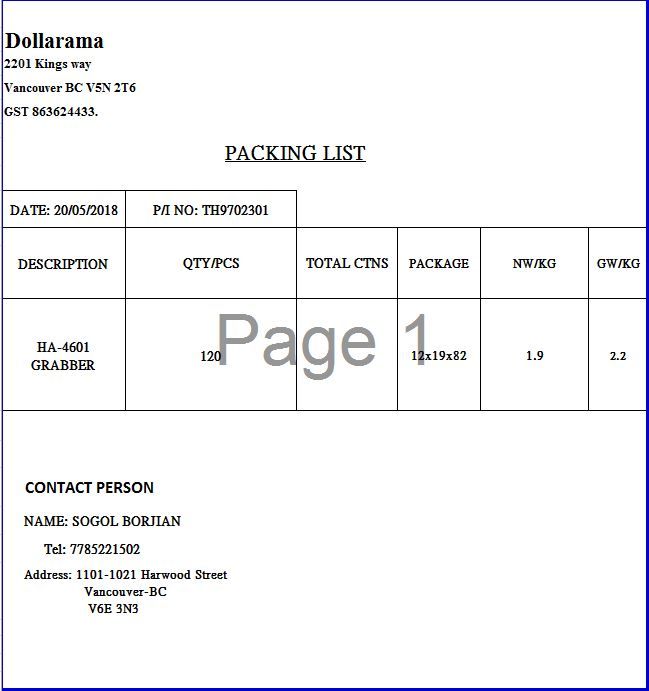 Dollarama
2201 Kings way
Vancouver BC V5N 2T6
GST 863624433.
PACKING LIST
DATE: 20/05/2018 P/I NO: TH9702301
DESCRIPTION QTY/PCS TOTAL CTNS PACKAGE NW/KG GW/KG
HA-4601
GRABBER
120 12x19x82 1.9 2.2
Page 1
CONTACT PERSON
NAME: SOGOL BORJIAN
Tel: 7785221502
Address: 1101-1021 Harwood Street
Vancouver-BC
V6E 3N3